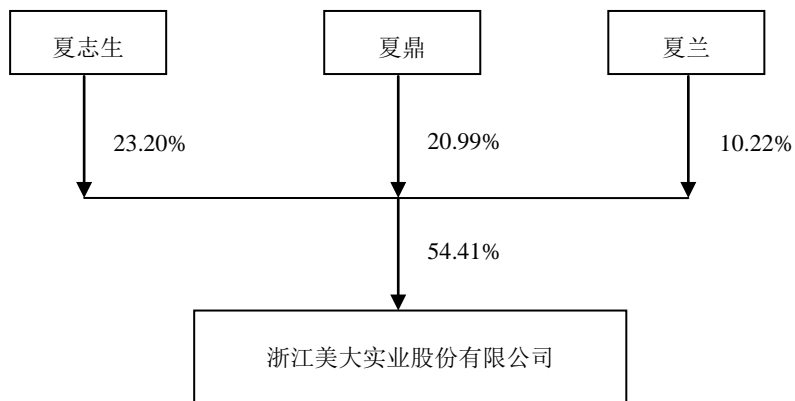 夏志生
夏鼎
夏兰
23.20%
20.99%
10.22%
54.41%
浙江美大实业股份有限公司